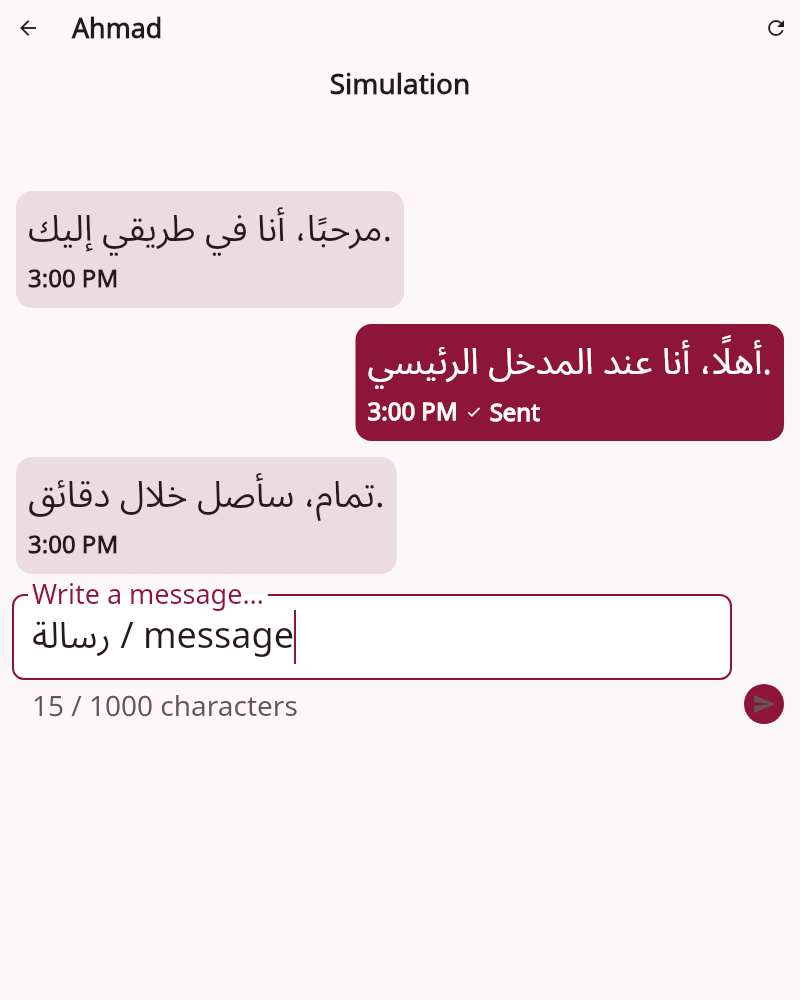 Ahmad
Simulation
مرحبًا، أنا في طريقي إليك.
3:00 PM
أهلًا، أنا عند المدخل الرئيسي.
3:00 PM ✓ Sent
تمام، سأصل خلال دقائق.
3:00 PM
Write a message...
رسالة / message
15 / 1000 characters